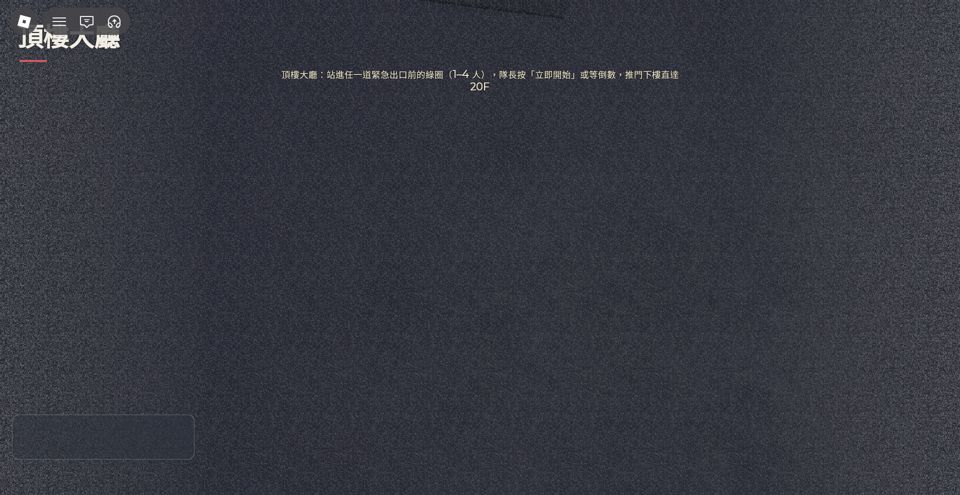 頂樓大廳
頂樓大廳：站進任一道緊急出口前的綠圈（1–4 人），隊長按「立即開始」或等倒數，推門下樓直達
20F